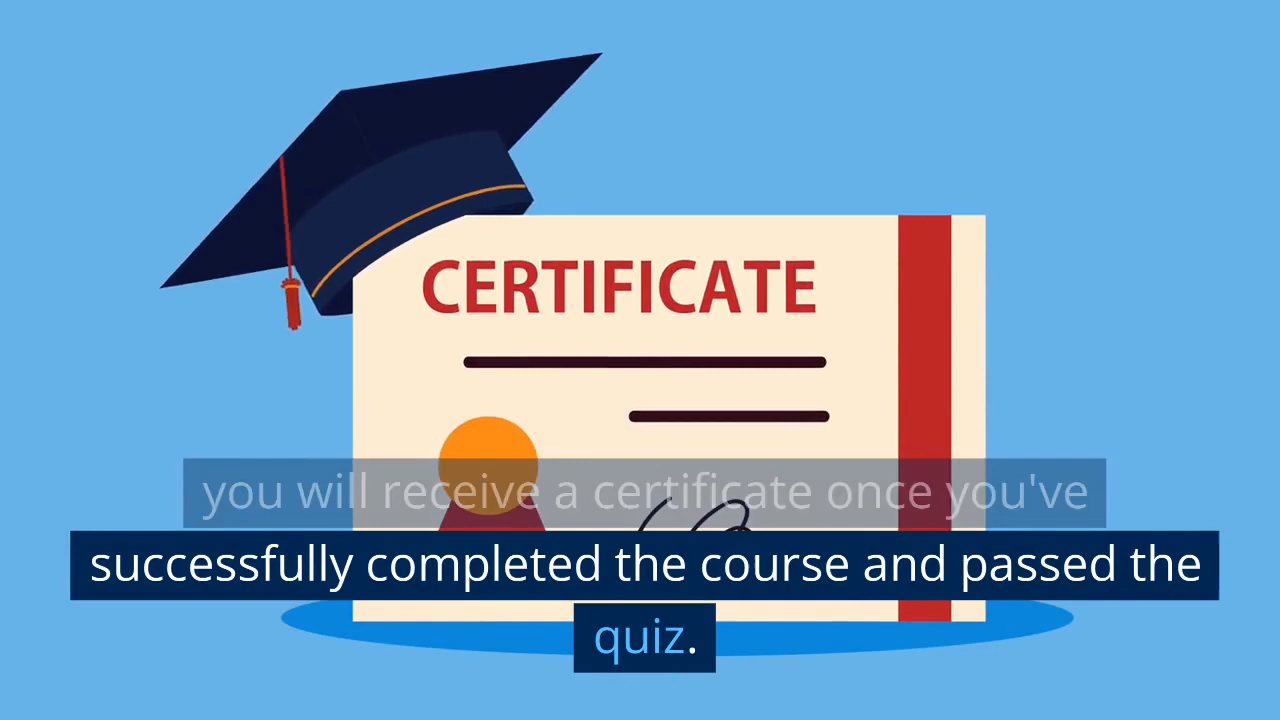 CERTIFICATE
you will receive a certificate once you've
successfully completed the course and passed the
quiz.